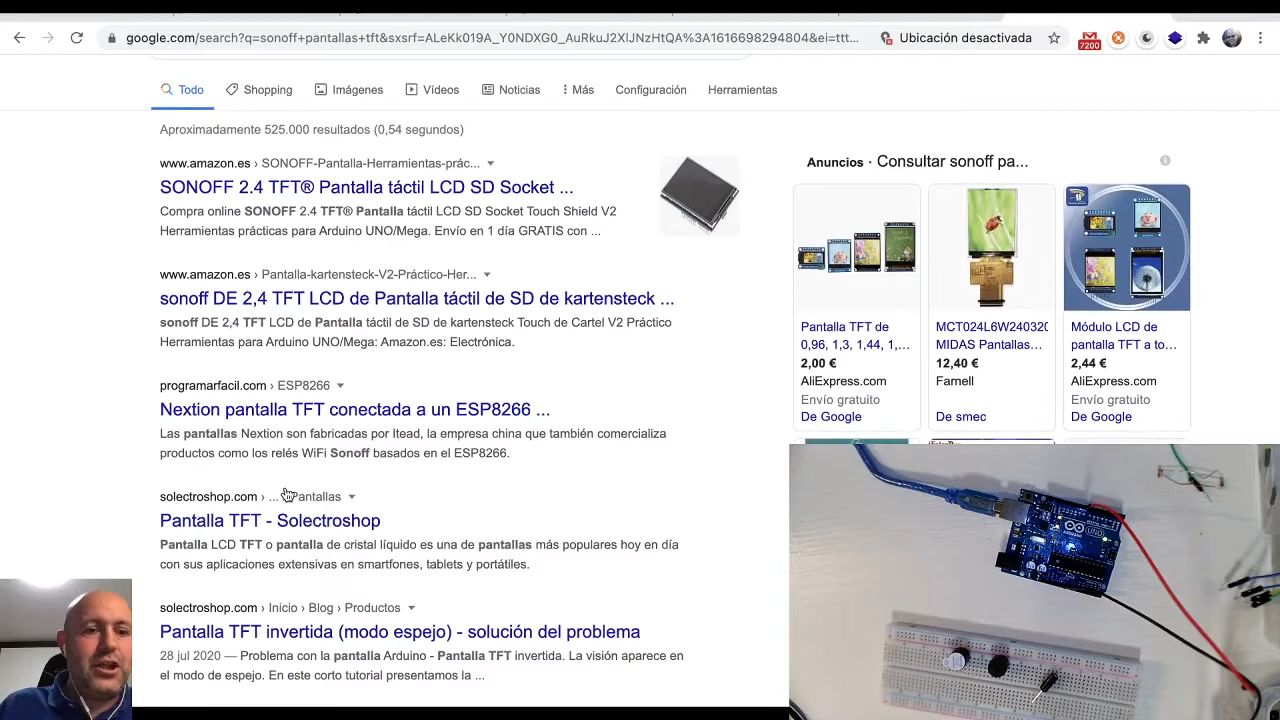 google.com/search?q=sonoff+pantallas+tft&sxsrf=ALeKk019A_Y0NDXG0_AuRkuJ2XlJNzHtQA%3A1616698294804&ei=ttt...
Ubicación desactivada
7200
Todo
Shopping
Imágenes
Vídeos
Noticias
Más
Configuración
Herramientas
Aproximadamente 525.000 resultados (0,54 segundos)
www.amazon.es › SONOFF-Pantalla-Herramientas-prác...
SONOFF 2.4 TFT® Pantalla táctil LCD SD Socket ...
Compra online SONOFF 2.4 TFT® Pantalla táctil LCD SD Socket Touch Shield V2
Herramientas prácticas para Arduino UNO/Mega. Envío en 1 día GRATIS con ...
www.amazon.es › Pantalla-kartensteck-V2-Práctico-Her...
sonoff DE 2,4 TFT LCD de Pantalla táctil de SD de kartensteck ...
sonoff DE 2,4 TFT LCD de Pantalla táctil de SD de kartensteck Touch de Cartel V2 Práctico
Herramientas para Arduino UNO/Mega: Amazon.es: Electrónica.
programarfacil.com › ESP8266
Nextion pantalla TFT conectada a un ESP8266 ...
Las pantallas Nextion son fabricadas por Itead, la empresa china que también comercializa
productos como los relés WiFi Sonoff basados en el ESP8266.
solectroshop.com › ... › Pantallas
Pantalla TFT - Solectroshop
Pantalla LCD TFT o pantalla de cristal líquido es una de pantallas más populares hoy en día
con sus aplicaciones extensivas en smartfones, tablets y portátiles.
solectroshop.com › Inicio › Blog › Productos
Pantalla TFT invertida (modo espejo) - solución del problema
28 jul 2020 — Problema con la pantalla Arduino - Pantalla TFT invertida. La visión aparece en
el modo de espejo. En este corto tutorial presentamos la ...
Anuncios · Consultar sonoff pa...
Pantalla TFT de
0,96, 1,3, 1,44, 1,...
2,00 €
AliExpress.com
Envío gratuito
De Google
MCT024L6W240320
MIDAS Pantallas...
12,40 €
Farnell
De smec
Módulo LCD de
pantalla TFT a to...
2,44 €
AliExpress.com
Envío gratuito
De Google